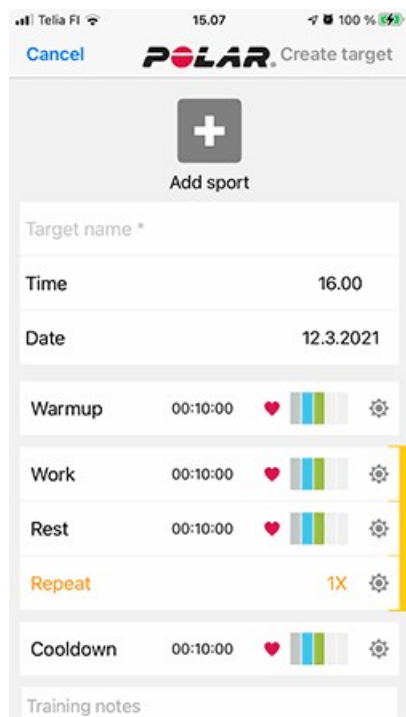 Telia FI 15.07 100 %
Cancel POLAR. Create target
Add sport
Target name *
Time 16.00
Date 12.3.2021
Warmup 00:10:00
Work 00:10:00
Rest 00:10:00
Repeat 1X
Cooldown 00:10:00
Training notes